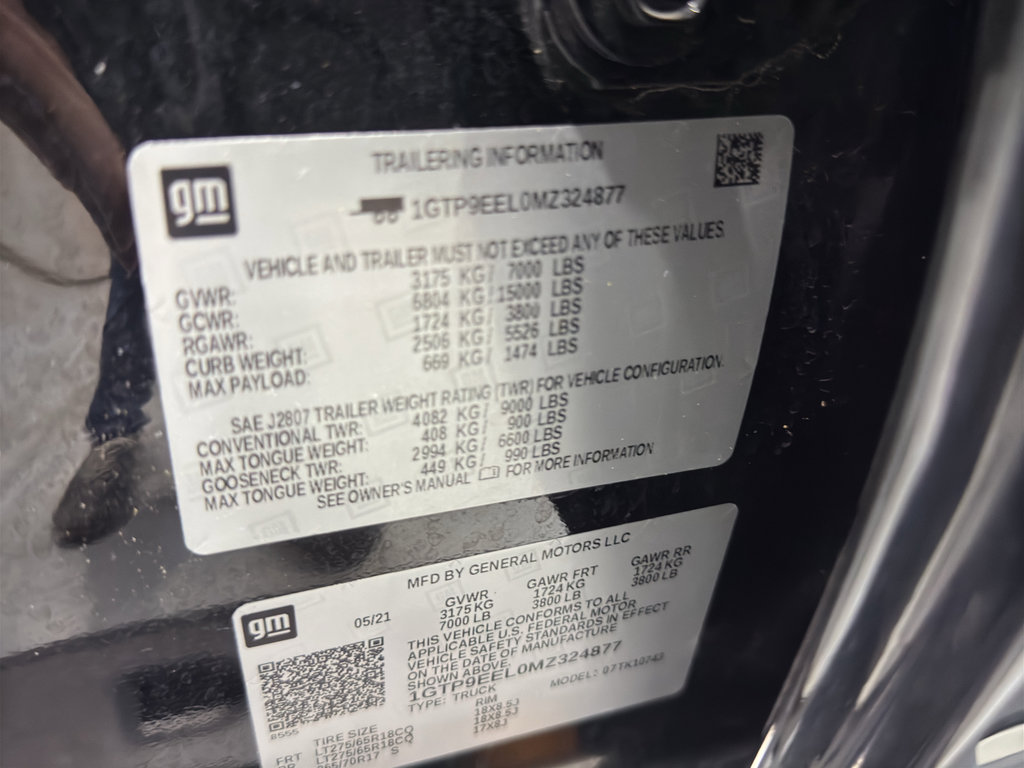 gm
TRAILERING INFORMATION
1GTP9EEL0MZ324877
VEHICLE AND TRAILER MUST NOT EXCEED ANY OF THESE VALUES.
GVWR: 3175 KG / 7000 LBS
GCWR: 6804 KG / 15000 LBS
RGAWR: 1724 KG / 3800 LBS
CURB WEIGHT: 2506 KG / 5526 LBS
MAX PAYLOAD: 669 KG / 1474 LBS
SAE J2807 TRAILER WEIGHT RATING (TWR) FOR VEHICLE CONFIGURATION.
CONVENTIONAL TWR: 4082 KG / 9000 LBS
MAX TONGUE WEIGHT: 408 KG / 900 LBS
GOOSENECK TWR: 2994 KG / 6600 LBS
MAX TONGUE WEIGHT: 449 KG / 990 LBS
SEE OWNER'S MANUAL FOR MORE INFORMATION
gm
MFD BY GENERAL MOTORS LLC
05/21
GVWR GAWR FRT GAWR RR
3175 KG 1724 KG 1724 KG
7000 LB 3800 LB 3800 LB
THIS VEHICLE CONFORMS TO ALL
APPLICABLE U.S. FEDERAL MOTOR
VEHICLE SAFETY STANDARDS IN EFFECT
ON THE DATE OF MANUFACTURE
SHOWN ABOVE.
1GTP9EEL0MZ324877
TYPE: TRUCK MODEL: 07TK10743
8555
TIRE SIZE RIM
FRT LT275/65R18CQ 18X8.5J
LT275/65R18CQ 18X8.5J
265/70R17 S 17X8J